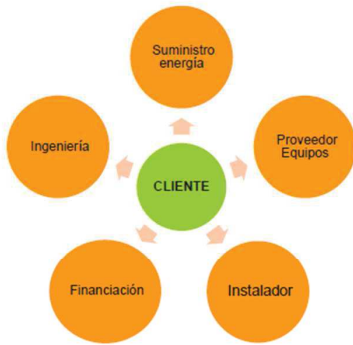 Suministro
energía
Ingeniería
Proveedor
Equipos
CLIENTE
Financiación
Instalador